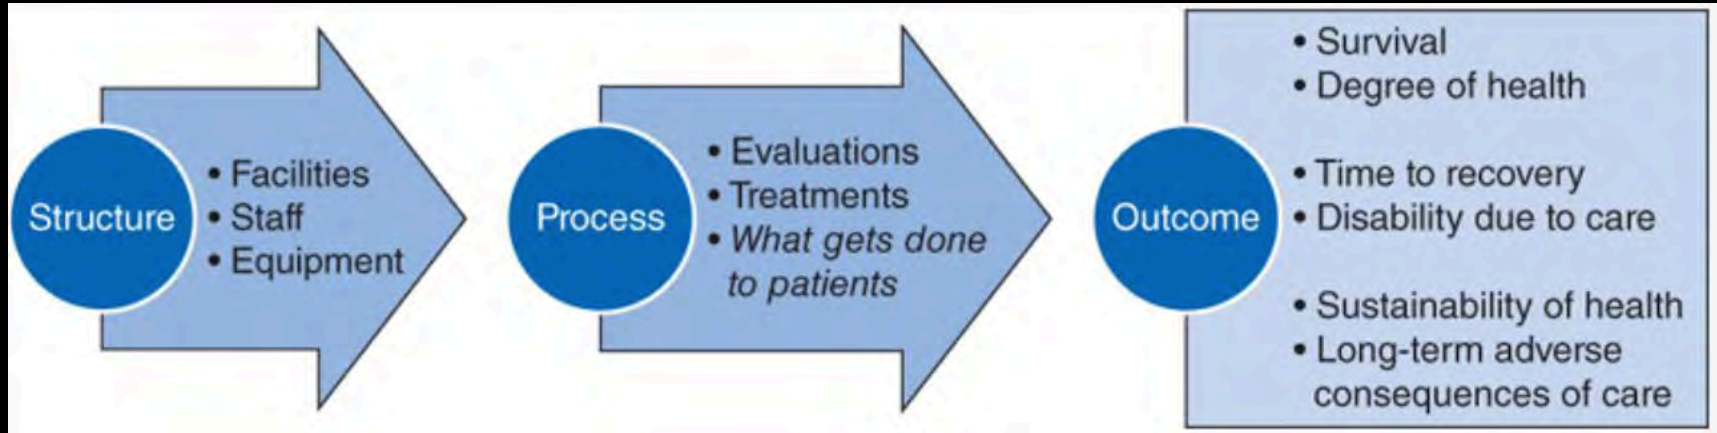 Structure
• Facilities
• Staff
• Equipment
Process
• Evaluations
• Treatments
• What gets done
to patients
Outcome
• Survival
• Degree of health
• Time to recovery
• Disability due to care
• Sustainability of health
• Long-term adverse
consequences of care